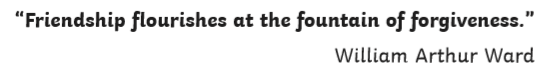 “Friendship flourishes at the fountain of forgiveness.”
William Arthur Ward